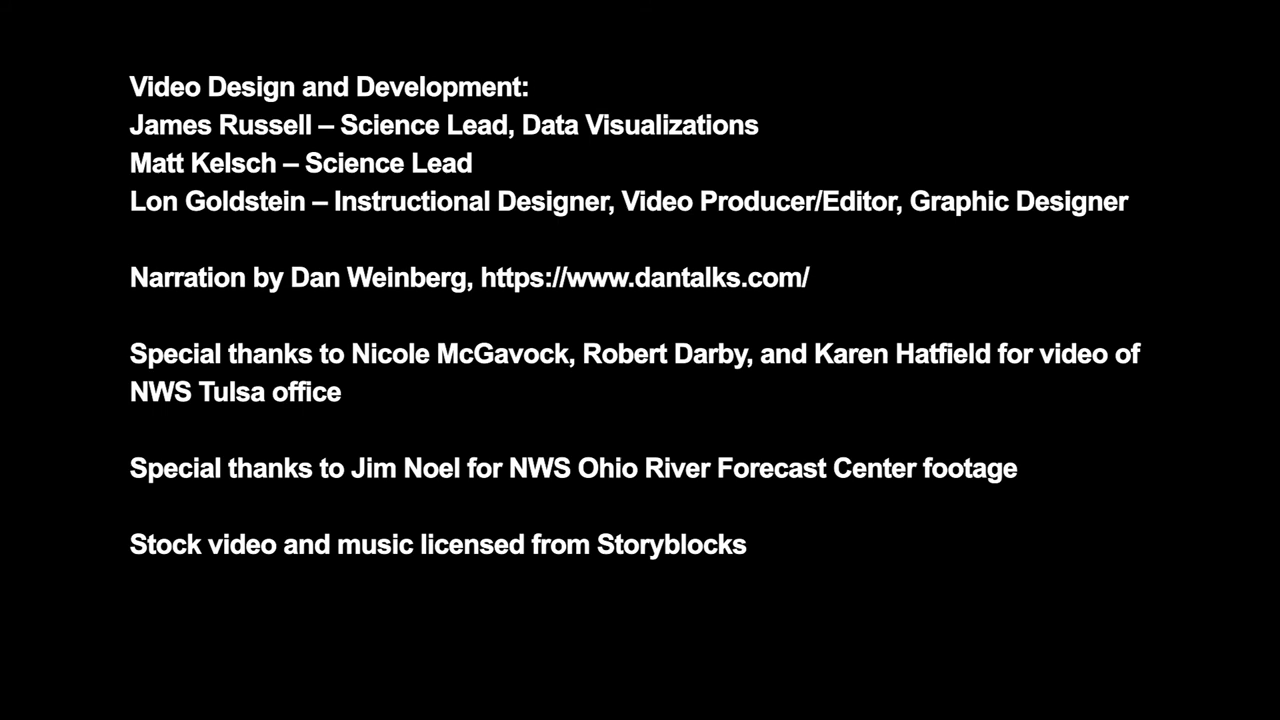 Video Design and Development:
James Russell – Science Lead, Data Visualizations
Matt Kelsch – Science Lead
Lon Goldstein – Instructional Designer, Video Producer/Editor, Graphic Designer
Narration by Dan Weinberg, https://www.dantalks.com/
Special thanks to Nicole McGavock, Robert Darby, and Karen Hatfield for video of
NWS Tulsa office
Special thanks to Jim Noel for NWS Ohio River Forecast Center footage
Stock video and music licensed from Storyblocks